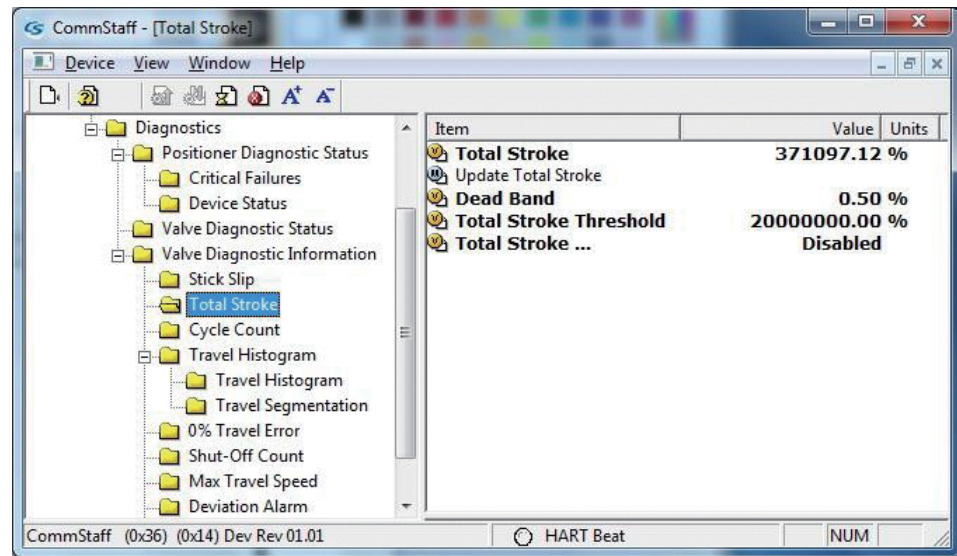 CommStaff - [Total Stroke]
Device View Window Help
A+ A-
Diagnostics
Positioner Diagnostic Status
Critical Failures
Device Status
Valve Diagnostic Status
Valve Diagnostic Information
Stick Slip
Total Stroke
Cycle Count
Travel Histogram
Travel Histogram
Travel Segmentation
0% Travel Error
Shut-Off Count
Max Travel Speed
Deviation Alarm
Item Value Units
Total Stroke 371097.12 %
Update Total Stroke
Dead Band 0.50 %
Total Stroke Threshold 20000000.00 %
Total Stroke ... Disabled
CommStaff (0x36) (0x14) Dev Rev 01.01 HART Beat NUM